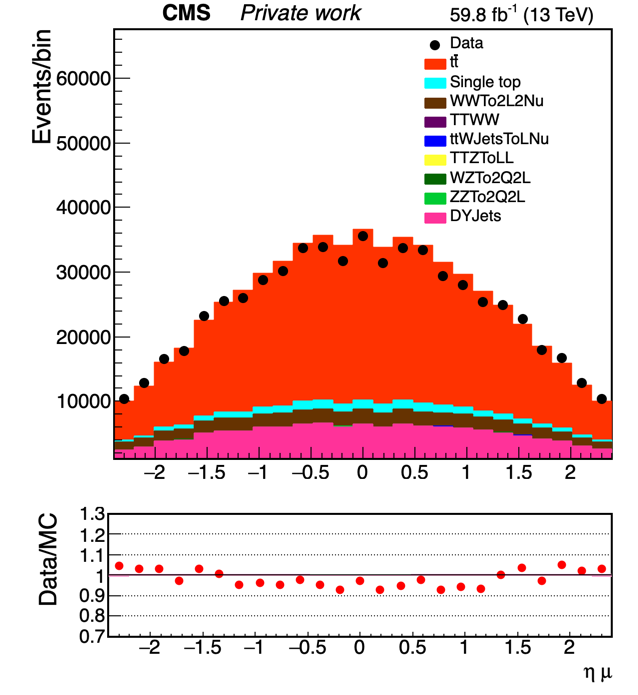 CMS Private work 59.8 fb⁻¹ (13 TeV)
Events/bin
60000
50000
40000
30000
20000
10000
Data
tt̄
Single top
WWTo2L2Nu
TTWW
ttWJetsToLNu
TTZToLL
WZTo2Q2L
ZZTo2Q2L
DYJets
−2 −1.5 −1 −0.5 0 0.5 1 1.5 2
Data/MC
1.3
1.2
1.1
1
0.9
0.8
0.7
−2 −1.5 −1 −0.5 0 0.5 1 1.5 2
η μ